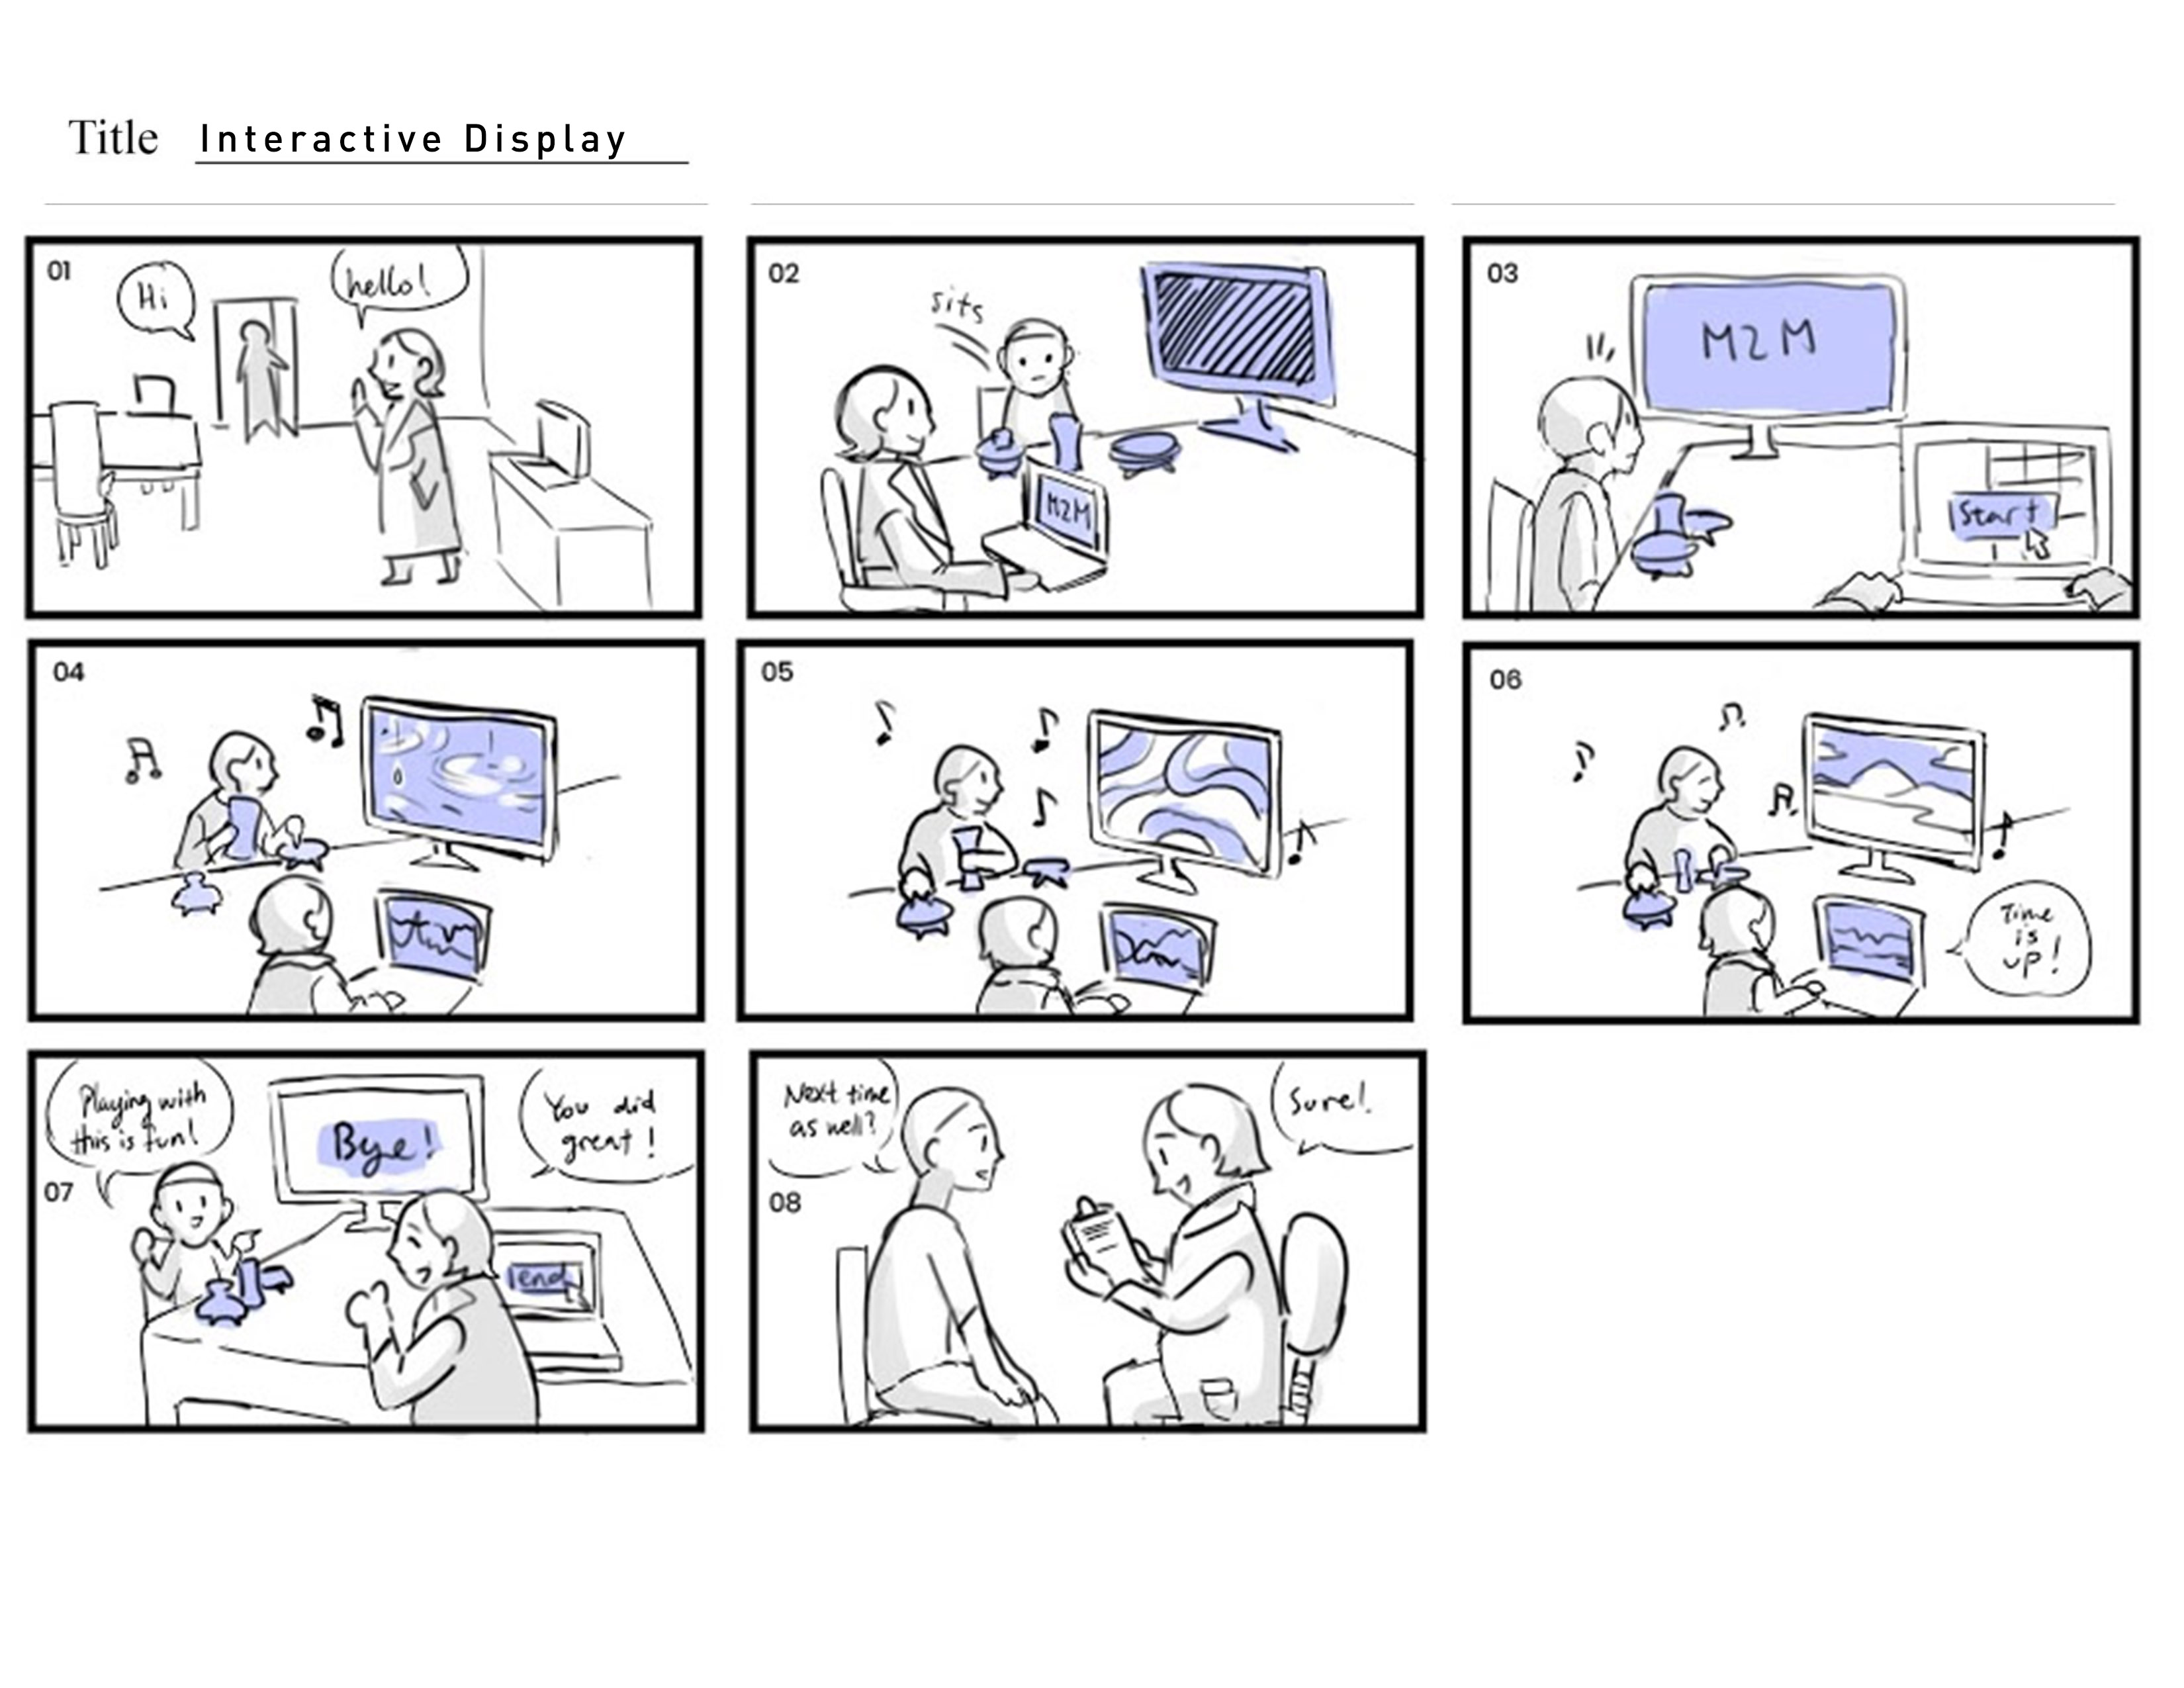 Title Interactive Display
01
Hi
hello!
02
sits
M2M
03
M2M
Start
04
05
06
Time
is
up!
Playing with
this is fun!
Bye!
You did
great!
07
end
Next time
as well?
Sure!
08